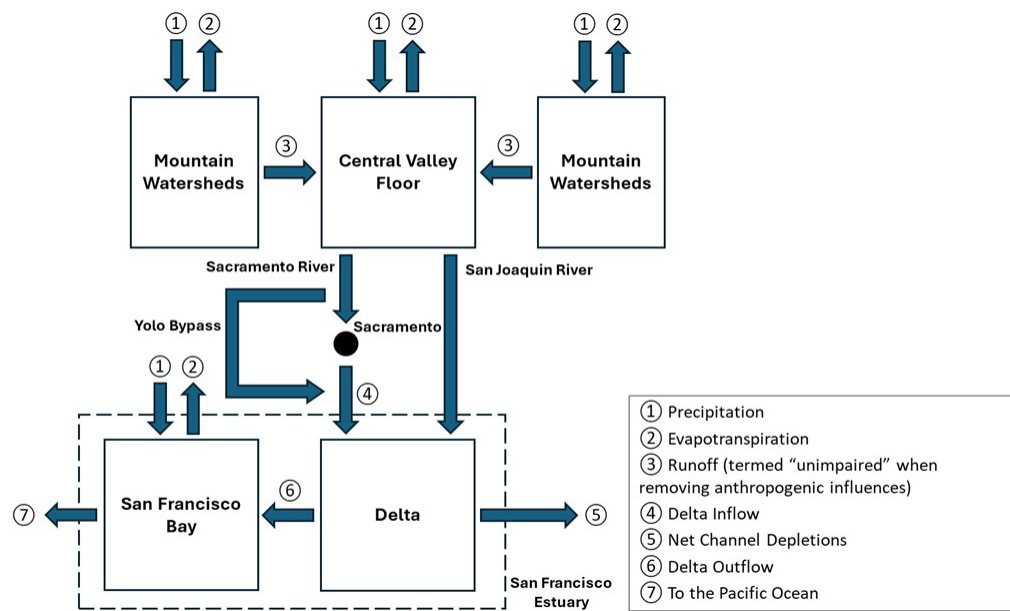 ① ② ① ② ① ②
Mountain
Watersheds
③
Central Valley
Floor
③
Mountain
Watersheds
Sacramento River
San Joaquin River
Yolo Bypass
Sacramento
① ②
④
San Francisco
Bay
⑥
Delta
⑦
⑤
San Francisco
Estuary
① Precipitation
② Evapotranspiration
③ Runoff (termed “unimpaired” when
removing anthropogenic influences)
④ Delta Inflow
⑤ Net Channel Depletions
⑥ Delta Outflow
⑦ To the Pacific Ocean